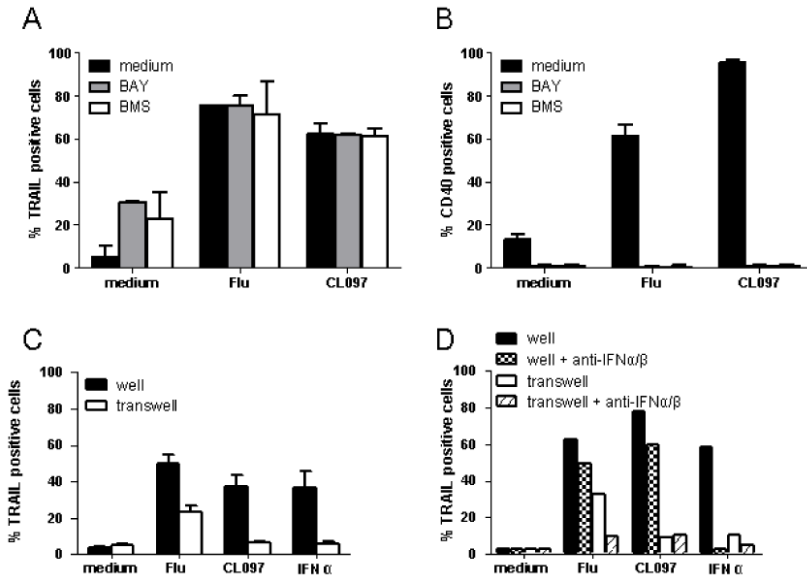 A
% TRAIL positive cells
100
80
60
40
20
0
medium
BAY
BMS
medium
Flu
CL097
B
% CD40 positive cells
100
80
60
40
20
0
medium
BAY
BMS
medium
Flu
CL097
C
% TRAIL positive cells
100
80
60
40
20
0
well
transwell
medium
Flu
CL097
IFN α
D
well
well + anti-IFNα/β
transwell
transwell + anti-IFNα/β
% TRAIL positive cells
100
80
60
40
20
0
medium
Flu
CL097
IFN α